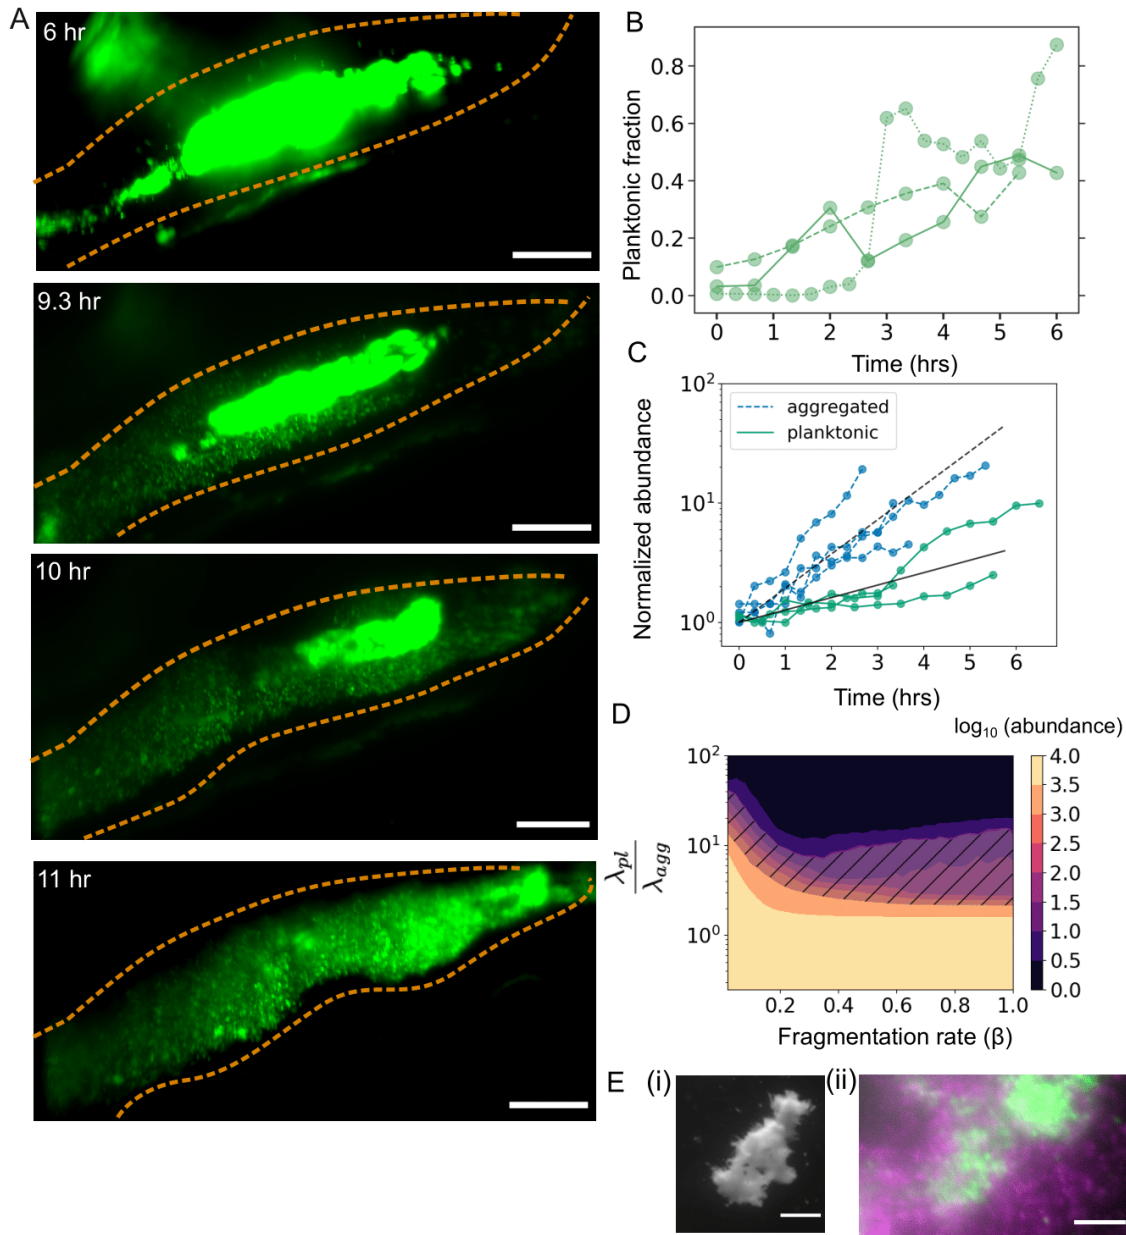 A
6 hr
9.3 hr
10 hr
11 hr
B
Planktonic fraction
0.8
0.6
0.4
0.2
0.0
0 1 2 3 4 5 6
Time (hrs)
C
Normalized abundance
10²
10¹
10⁰
aggregated
planktonic
0 1 2 3 4 5 6
Time (hrs)
D
log₁₀ (abundance)
λpl
λagg
10²
10¹
10⁰
0.2 0.4 0.6 0.8 1.0
Fragmentation rate (β)
4.0
3.5
3.0
2.5
2.0
1.5
1.0
0.5
0.0
E (i) (ii)